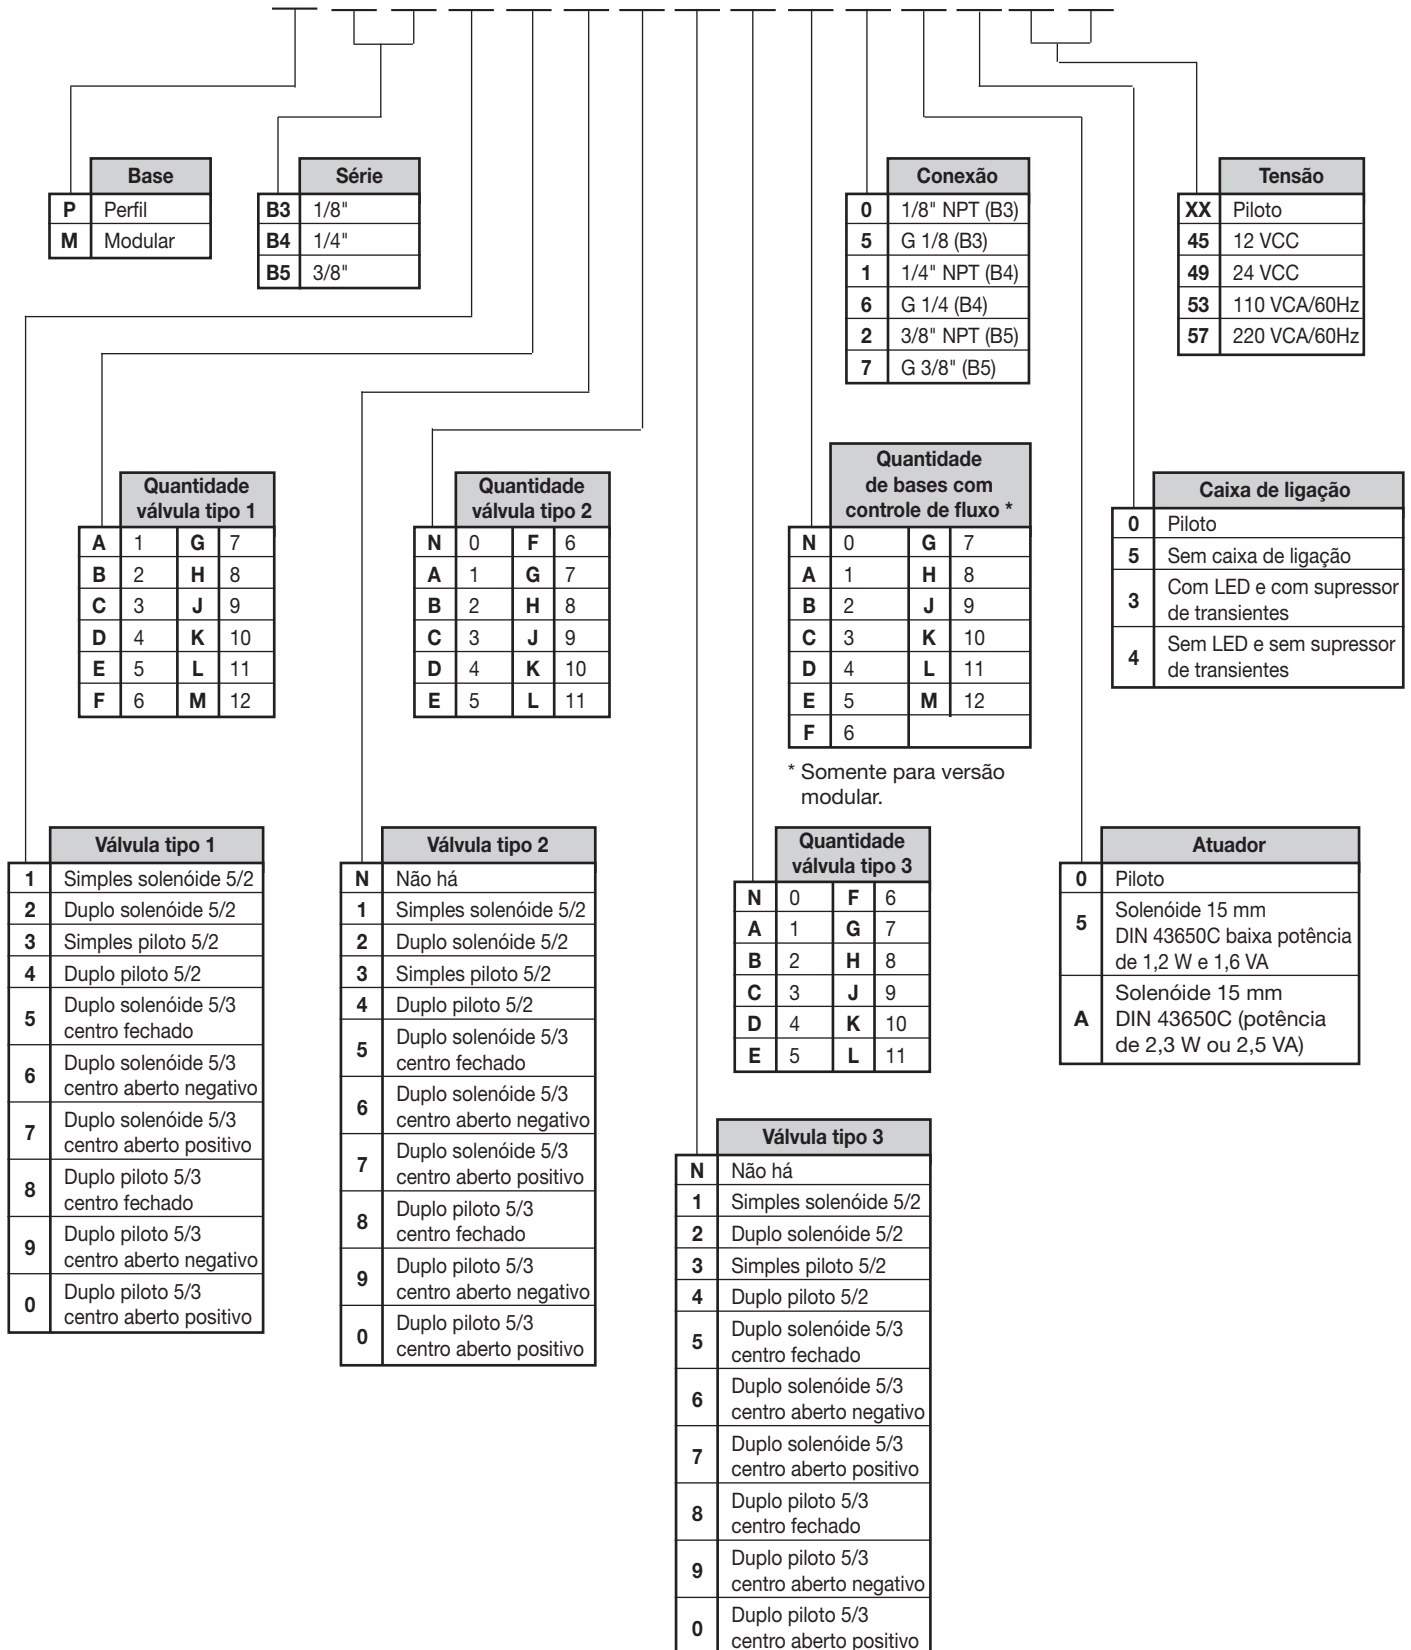 Base
P Perfil
M Modular
Série
B3 1/8"
B4 1/4"
B5 3/8"
Conexão
0 1/8" NPT (B3)
5 G 1/8 (B3)
1 1/4" NPT (B4)
6 G 1/4 (B4)
2 3/8" NPT (B5)
7 G 3/8" (B5)
Tensão
XX Piloto
45 12 VCC
49 24 VCC
53 110 VCA/60Hz
57 220 VCA/60Hz
Quantidade
válvula tipo 1
A 1 G 7
B 2 H 8
C 3 J 9
D 4 K 10
E 5 L 11
F 6 M 12
Quantidade
válvula tipo 2
N 0 F 6
A 1 G 7
B 2 H 8
C 3 J 9
D 4 K 10
E 5 L 11
Quantidade
de bases com
controle de fluxo *
N 0 G 7
A 1 H 8
B 2 J 9
C 3 K 10
D 4 L 11
E 5 M 12
F 6
* Somente para versão
modular.
Caixa de ligação
0 Piloto
5 Sem caixa de ligação
3 Com LED e com supressor
de transientes
4 Sem LED e sem supressor
de transientes
Válvula tipo 1
1 Simples solenóide 5/2
2 Duplo solenóide 5/2
3 Simples piloto 5/2
4 Duplo piloto 5/2
5 Duplo solenóide 5/3
centro fechado
6 Duplo solenóide 5/3
centro aberto negativo
7 Duplo solenóide 5/3
centro aberto positivo
8 Duplo piloto 5/3
centro fechado
9 Duplo piloto 5/3
centro aberto negativo
0 Duplo piloto 5/3
centro aberto positivo
Válvula tipo 2
N Não há
1 Simples solenóide 5/2
2 Duplo solenóide 5/2
3 Simples piloto 5/2
4 Duplo piloto 5/2
5 Duplo solenóide 5/3
centro fechado
6 Duplo solenóide 5/3
centro aberto negativo
7 Duplo solenóide 5/3
centro aberto positivo
8 Duplo piloto 5/3
centro fechado
9 Duplo piloto 5/3
centro aberto negativo
0 Duplo piloto 5/3
centro aberto positivo
Quantidade
válvula tipo 3
N 0 F 6
A 1 G 7
B 2 H 8
C 3 J 9
D 4 K 10
E 5 L 11
Atuador
0 Piloto
5 Solenóide 15 mm
DIN 43650C baixa potência
de 1,2 W e 1,6 VA
A Solenóide 15 mm
DIN 43650C (potência
de 2,3 W ou 2,5 VA)
Válvula tipo 3
N Não há
1 Simples solenóide 5/2
2 Duplo solenóide 5/2
3 Simples piloto 5/2
4 Duplo piloto 5/2
5 Duplo solenóide 5/3
centro fechado
6 Duplo solenóide 5/3
centro aberto negativo
7 Duplo solenóide 5/3
centro aberto positivo
8 Duplo piloto 5/3
centro fechado
9 Duplo piloto 5/3
centro aberto negativo
0 Duplo piloto 5/3
centro aberto positivo